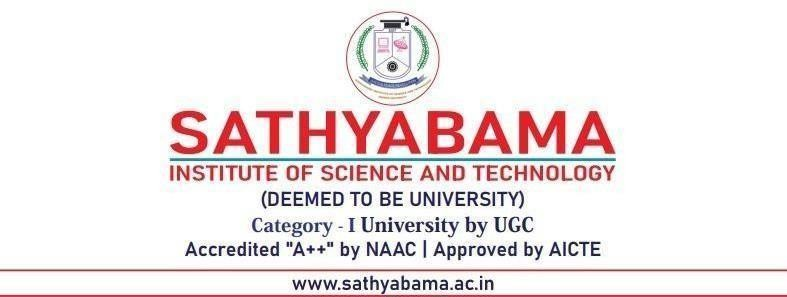 SATHYABAMA
INSTITUTE OF SCIENCE AND TECHNOLOGY
(DEEMED TO BE UNIVERSITY)
Category - I University by UGC
Accredited "A++" by NAAC | Approved by AICTE
www.sathyabama.ac.in